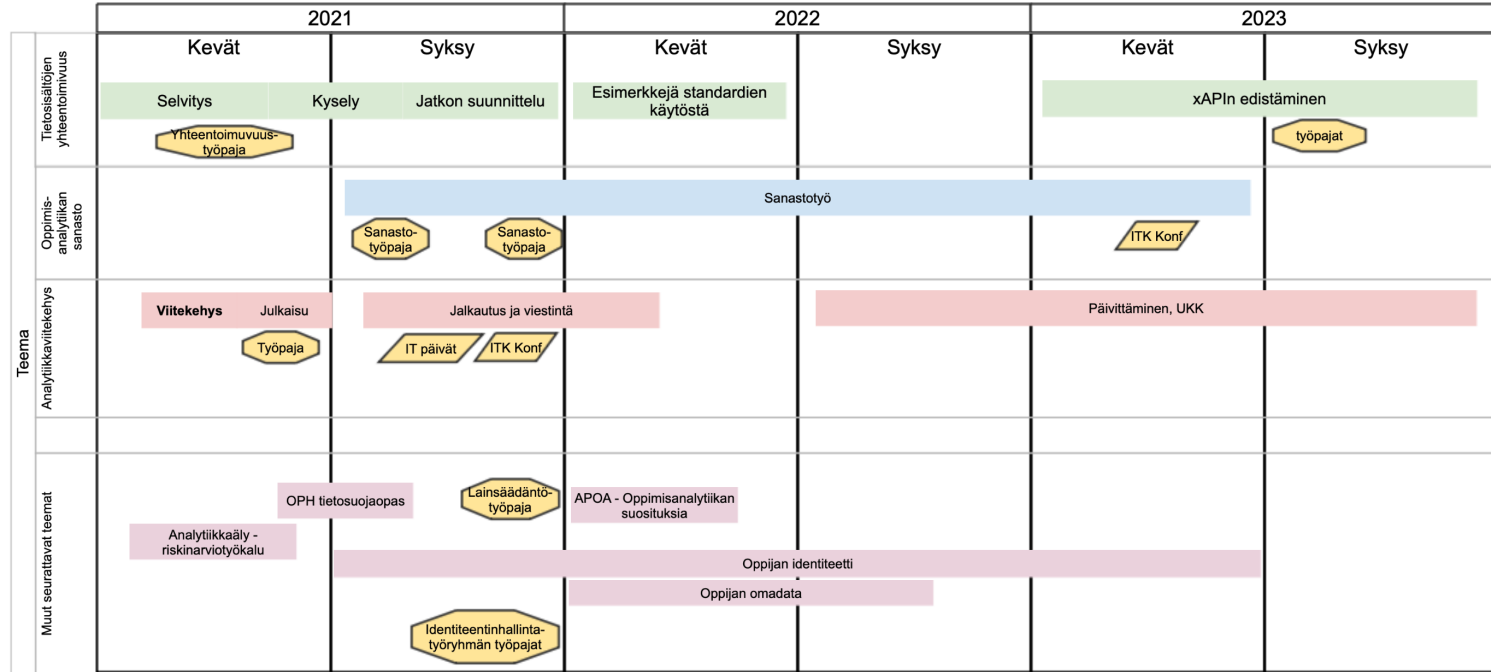 2021
2022
2023
Kevät
Syksy
Kevät
Syksy
Kevät
Syksy
Teema
Tietosisältöjen
yhteentoimivuus
Selvitys
Kysely
Jatkon suunnittelu
Esimerkkejä standardien
käytöstä
xAPIn edistäminen
Yhteentoimuvuus-
työpaja
työpajat
Oppimis-
analytiikan
sanasto
Sanastotyö
Sanasto-
työpaja
Sanasto-
työpaja
ITK Konf
Analytiikkaviitekehys
Viitekehys
Julkaisu
Jalkautus ja viestintä
Päivittäminen, UKK
Työpaja
IT päivät
ITK Konf
Muut seurattavat teemat
OPH tietosuojaopas
Lainsäädäntö-
työpaja
APOA - Oppimisanalytiikan
suosituksia
Analytiikkaäly -
riskinarviotyökalu
Oppijan identiteetti
Oppijan omadata
Identiteentinhallinta-
työryhmän työpajat